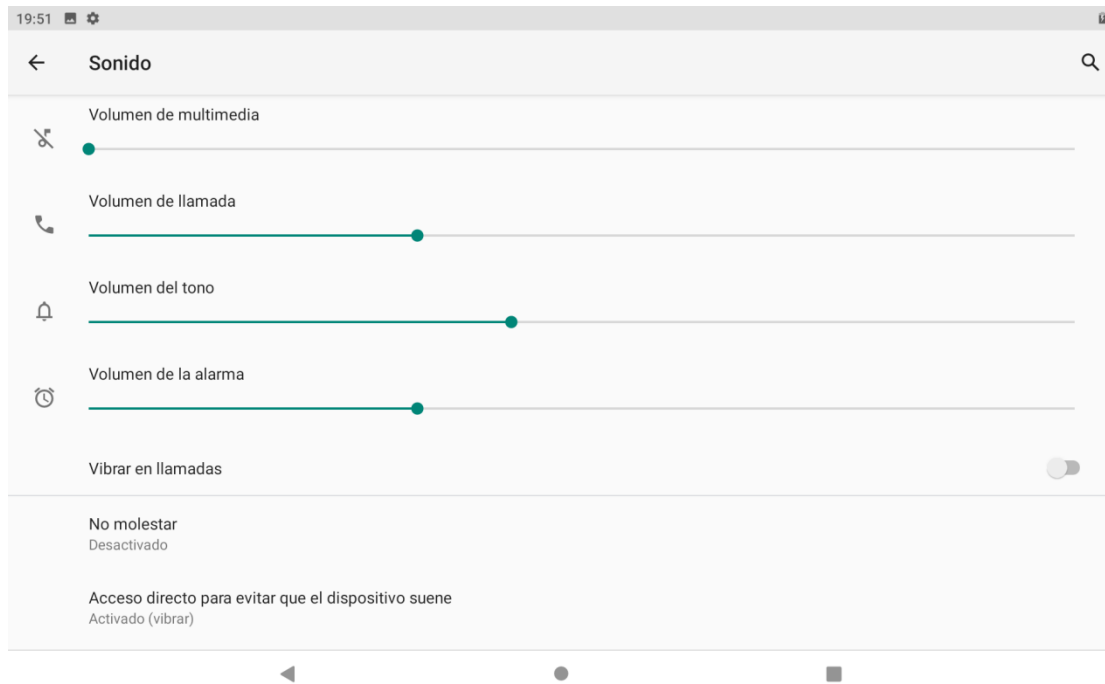 19:51
Sonido
Volumen de multimedia
Volumen de llamada
Volumen del tono
Volumen de la alarma
Vibrar en llamadas
No molestar
Desactivado
Acceso directo para evitar que el dispositivo suene
Activado (vibrar)